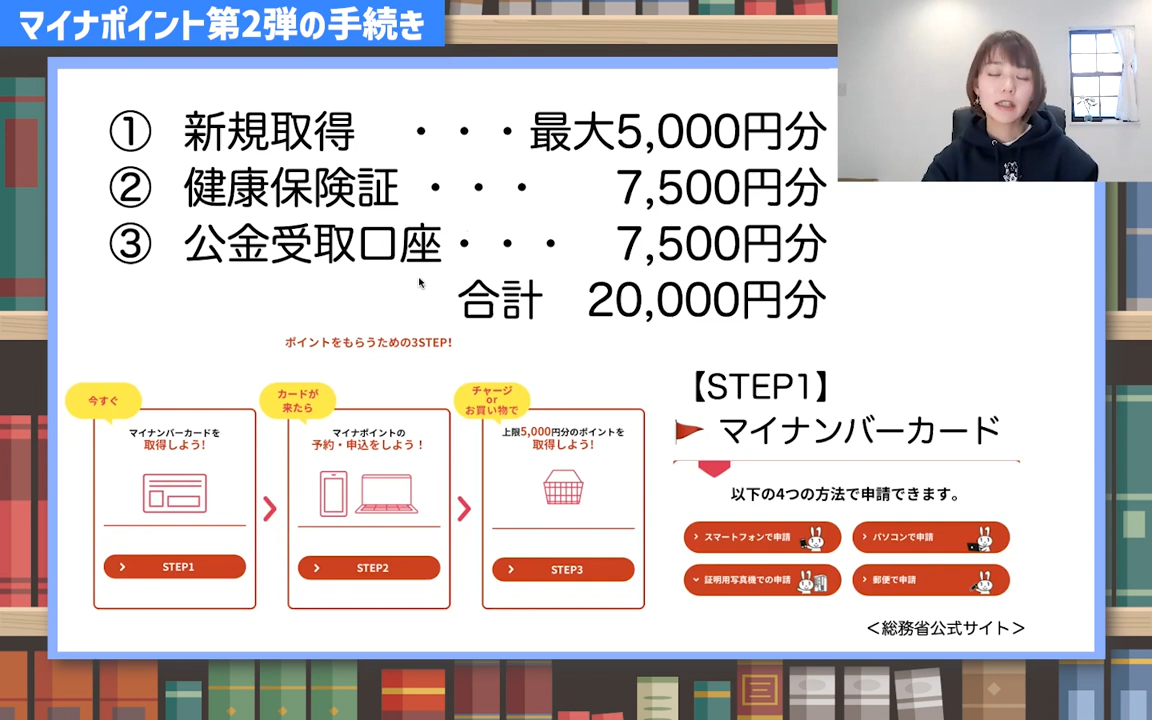 マイナポイント第2弾の手続き
① 新規取得 ・・・最大5,000円分
② 健康保険証 ・・・ 7,500円分
③ 公金受取口座・・・ 7,500円分
合計 20,000円分
ポイントをもらうための3STEP!
今すぐ
マイナンバーカードを
取得しよう!
STEP1
カードが
来たら
マイナポイントの
予約・申込をしよう！
STEP2
チャージ
or
お買い物で
上限5,000円分のポイントを
取得しよう!
STEP3
【STEP1】
マイナンバーカード
以下の4つの方法で申請できます。
スマートフォンで申請
パソコンで申請
証明用写真機での申請
郵便で申請
＜総務省公式サイト＞